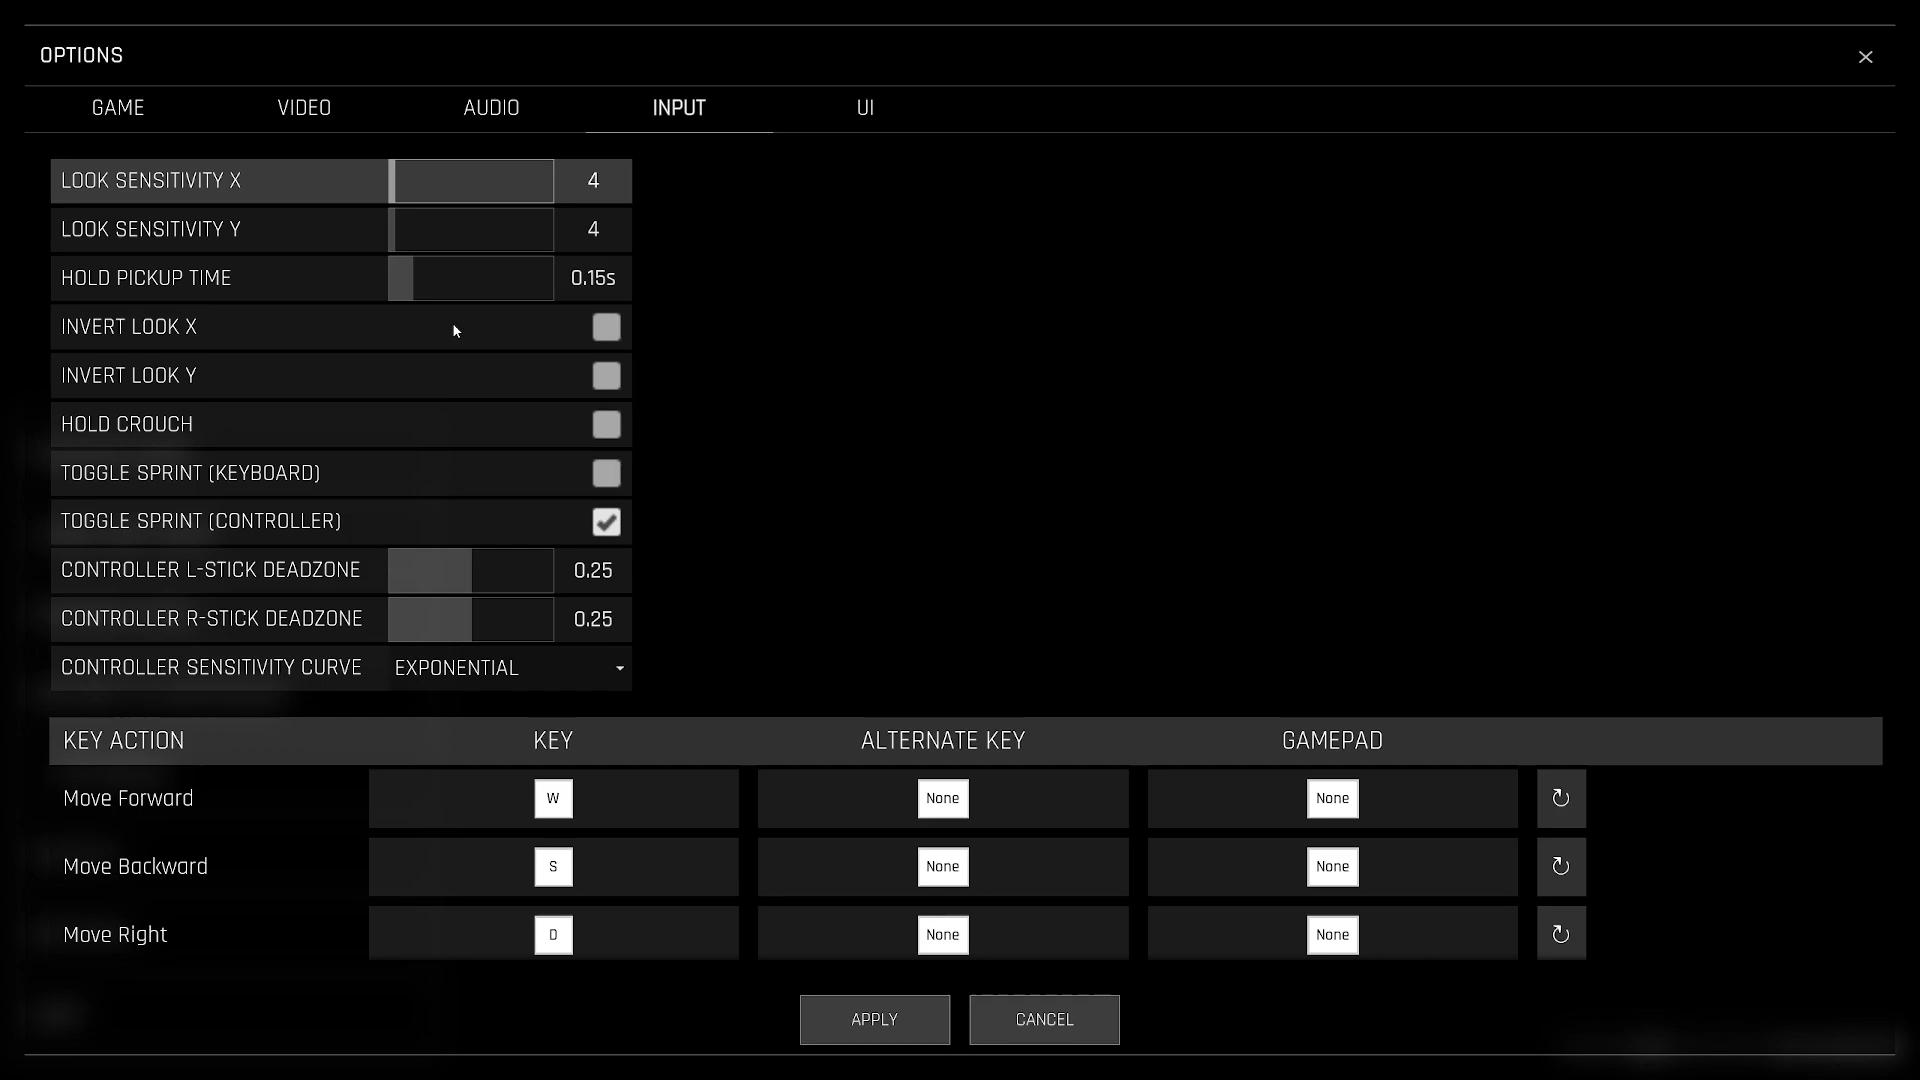 OPTIONS
GAME VIDEO AUDIO INPUT UI
LOOK SENSITIVITY X 4
LOOK SENSITIVITY Y 4
HOLD PICKUP TIME 0.15s
INVERT LOOK X
INVERT LOOK Y
HOLD CROUCH
TOGGLE SPRINT (KEYBOARD)
TOGGLE SPRINT (CONTROLLER)
CONTROLLER L-STICK DEADZONE 0.25
CONTROLLER R-STICK DEADZONE 0.25
CONTROLLER SENSITIVITY CURVE EXPONENTIAL
KEY ACTION KEY ALTERNATE KEY GAMEPAD
Move Forward W None None
Move Backward S None None
Move Right D None None
APPLY CANCEL